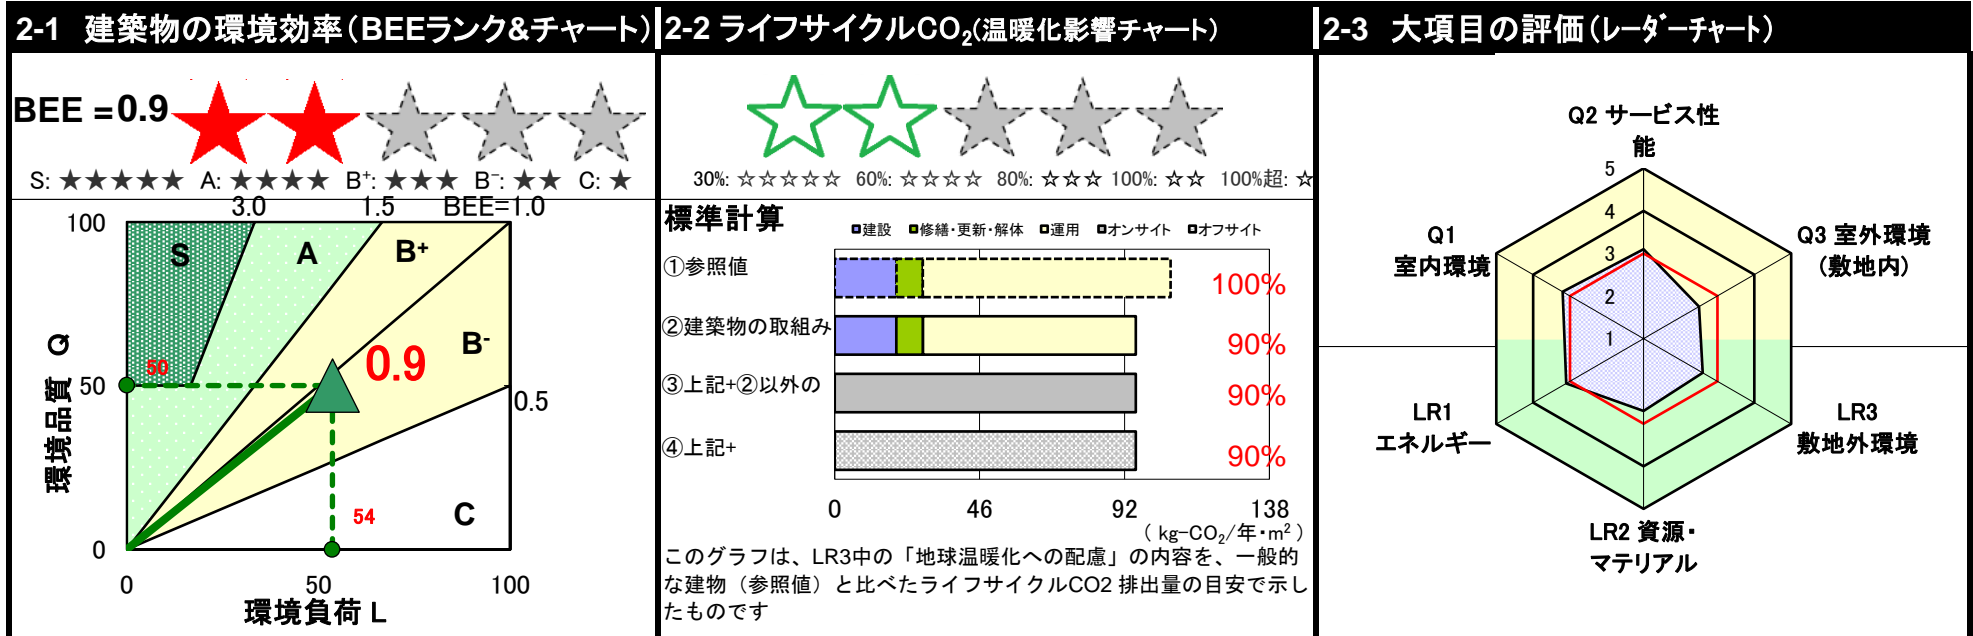 2-1 建築物の環境効率(BEEランク&チャート)
BEE = 0.9
S: ★★★★★ A: ★★★★ B⁺: ★★★ B⁻: ★★ C: ★
3.0 1.5 BEE=1.0
100
S A B⁺
B⁻
50
50
0.9
0.5
54
C
0
0 50 100
環境品質 Q
環境負荷 L
2-2 ライフサイクルCO₂(温暖化影響チャート)
30%: ☆☆☆☆☆ 60%: ☆☆☆☆ 80%: ☆☆☆ 100%: ☆☆ 100%超: ☆
標準計算
建設 修繕・更新・解体 運用 オンサイト オフサイト
①参照値 100%
②建築物の取組み 90%
③上記+②以外の 90%
④上記+ 90%
0 46 92 138
( kg-CO₂/年・m² )
このグラフは、LR3中の「地球温暖化への配慮」の内容を、一般的
な建物(参照値)と比べたライフサイクルCO2 排出量の目安で示し
たものです
2-3 大項目の評価(レーダーチャート)
Q2 サービス性
能
5
4
3
2
1
Q1
室内環境
Q3 室外環境
(敷地内)
LR1
エネルギー
LR3
敷地外環境
LR2 資源・
マテリアル